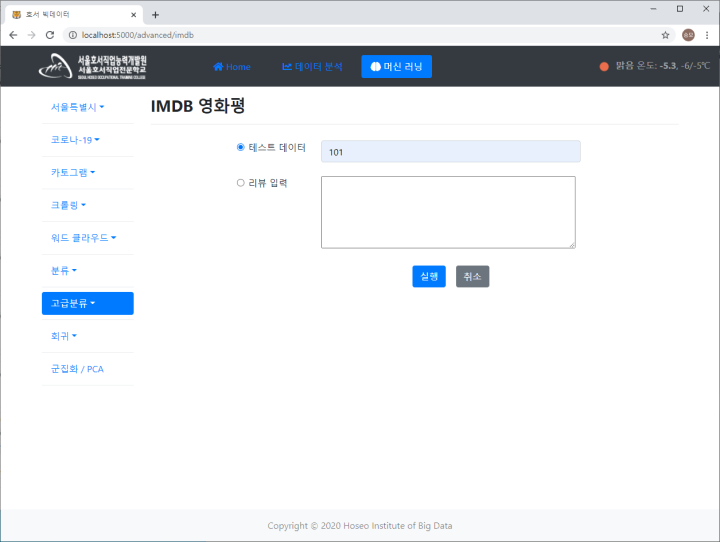 호서 빅데이터
localhost:5000/advanced/imdb
서울호서직업능력개발원
서울호서직업전문학교
SEOUL HOSEO OCCUPATIONAL TRAINING COLLEGE
Home
데이터 분석
머신 러닝
맑음 온도: -5.3, -6/-5℃
서울특별시
코로나-19
카토그램
크롤링
워드 클라우드
분류
고급분류
회귀
군집화 / PCA
IMDB 영화평
테스트 데이터
101
리뷰 입력
실행
취소
Copyright © 2020 Hoseo Institute of Big Data